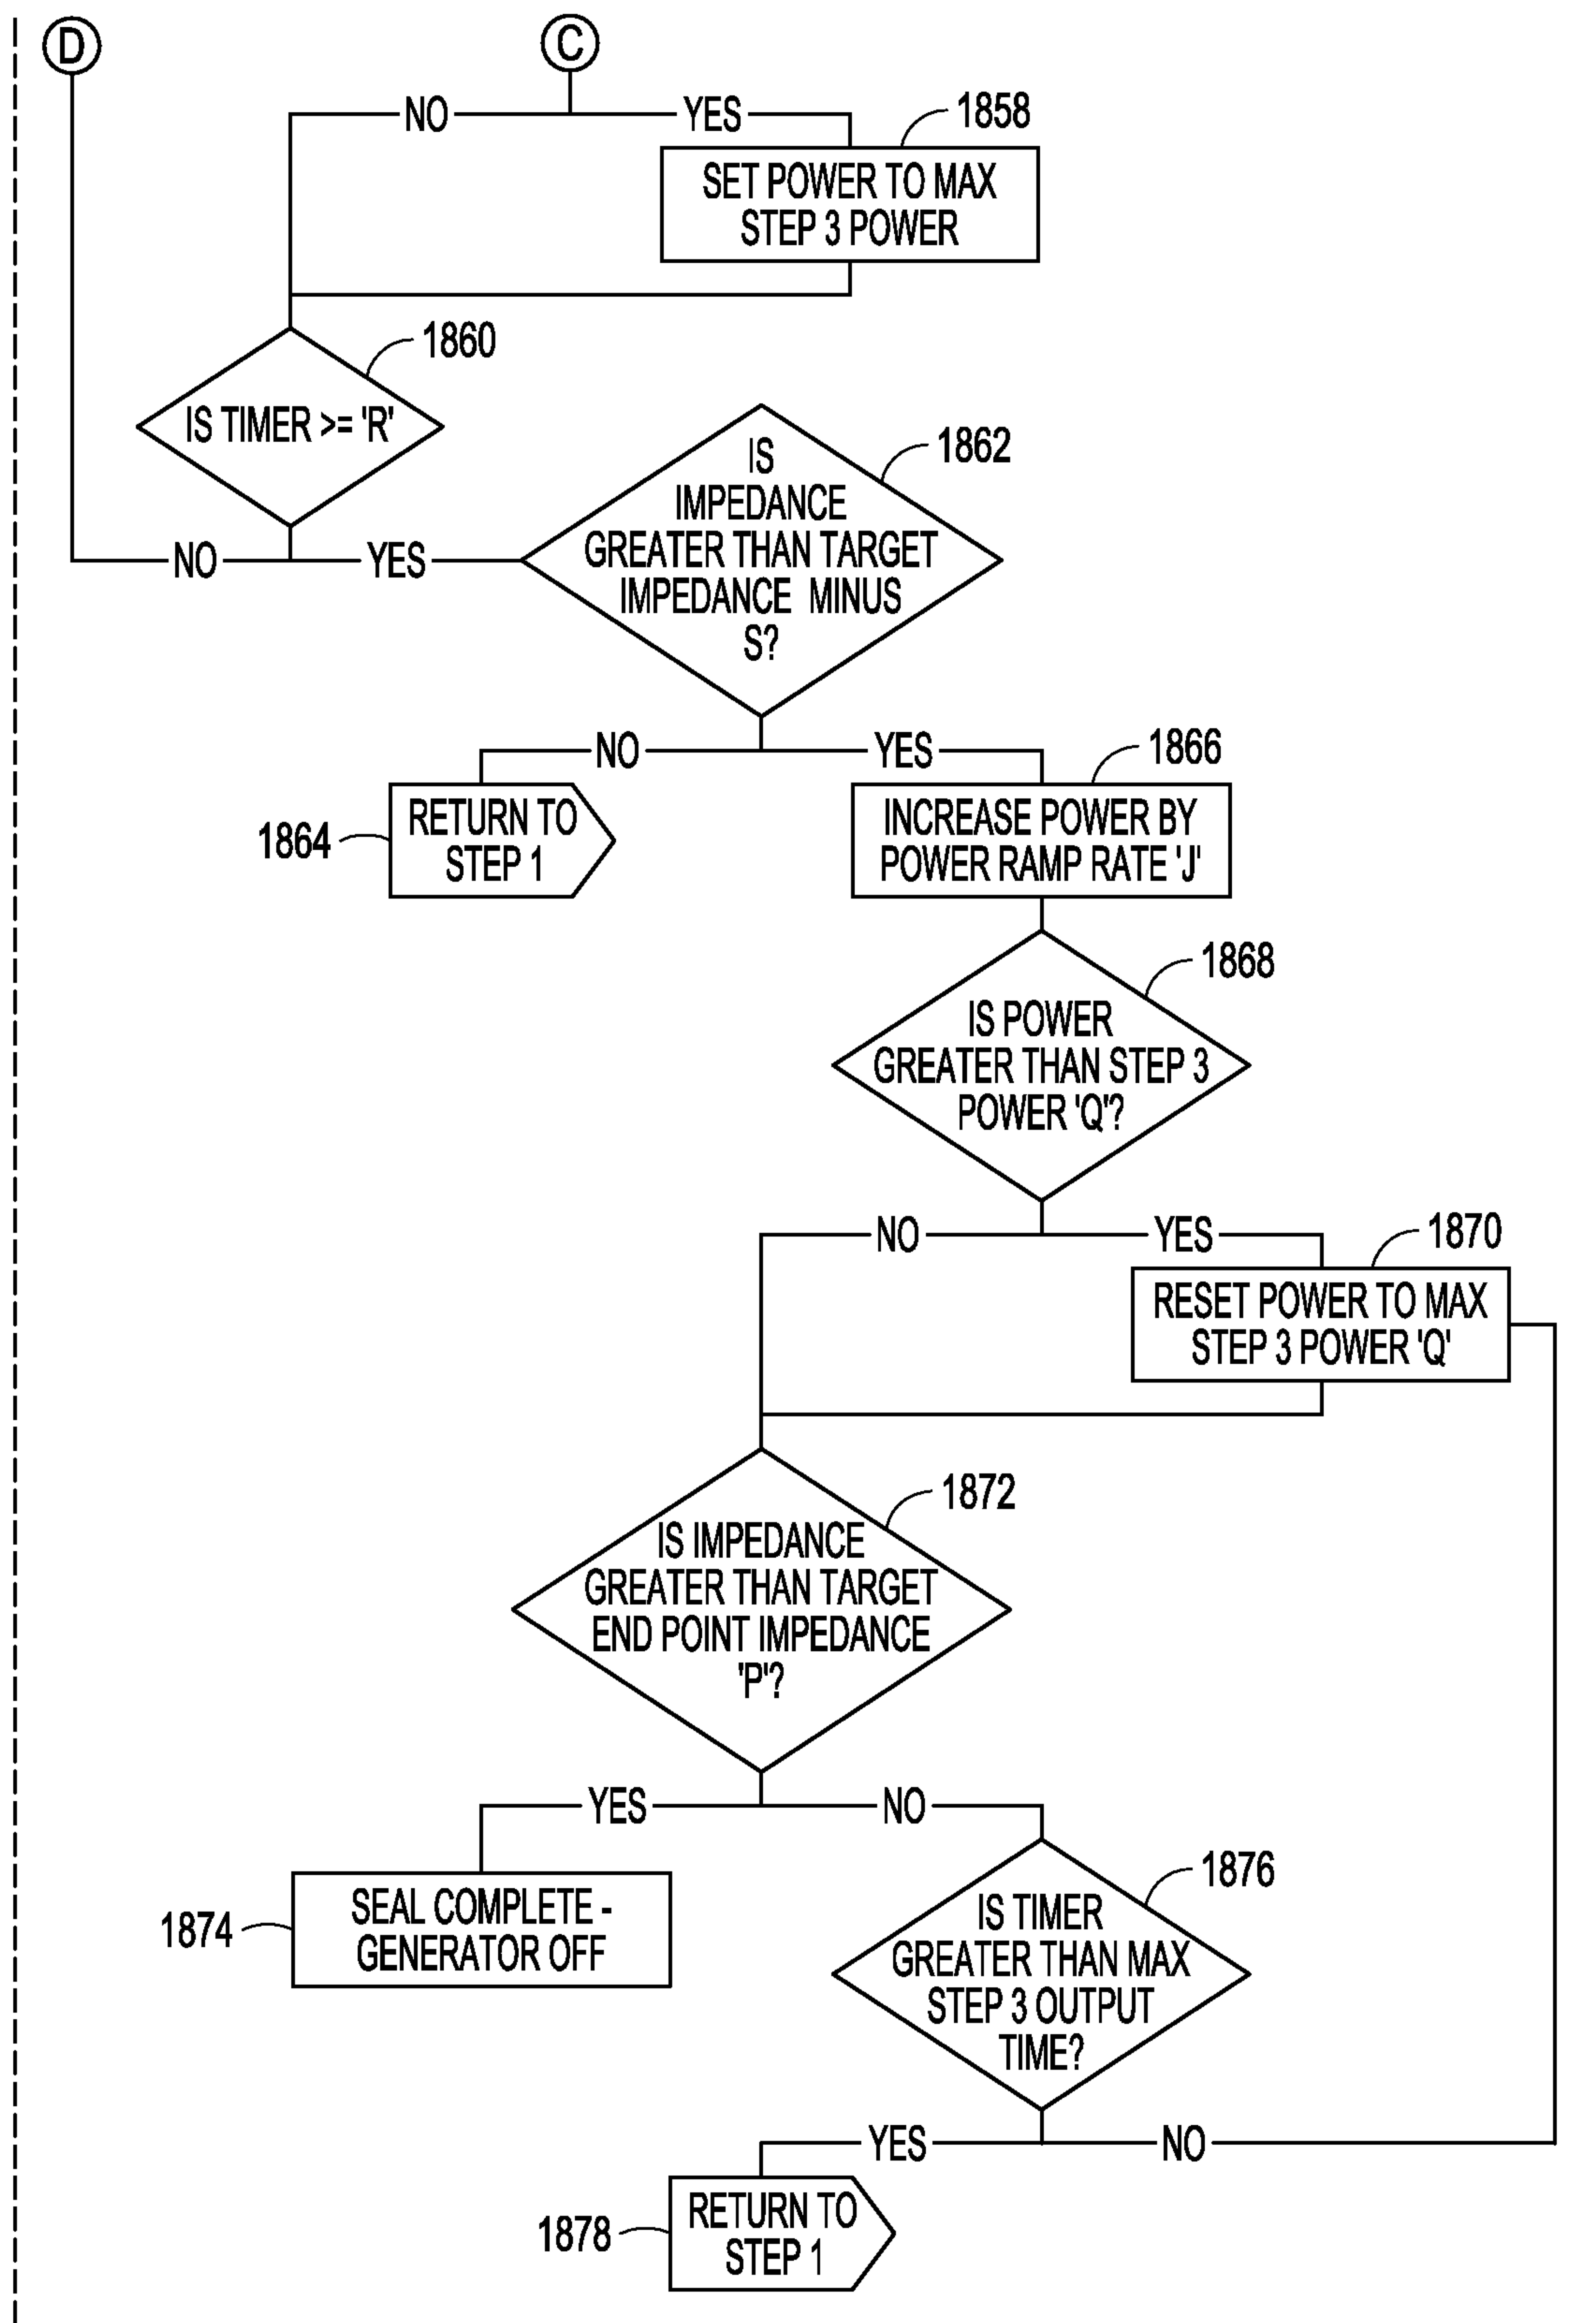 D
C
NO
YES
1858
SET POWER TO MAX
STEP 3 POWER
1860
IS TIMER >= 'R'
1862
IS
IMPEDANCE
GREATER THAN TARGET
IMPEDANCE MINUS
S?
NO
YES
NO
YES
1864
RETURN TO
STEP 1
1866
INCREASE POWER BY
POWER RAMP RATE 'J'
1868
IS POWER
GREATER THAN STEP 3
POWER 'Q'?
NO
YES
1870
RESET POWER TO MAX
STEP 3 POWER 'Q'
1872
IS IMPEDANCE
GREATER THAN TARGET
END POINT IMPEDANCE
'P'?
YES
NO
1874
SEAL COMPLETE -
GENERATOR OFF
1876
IS TIMER
GREATER THAN MAX
STEP 3 OUTPUT
TIME?
YES
NO
1878
RETURN TO
STEP 1